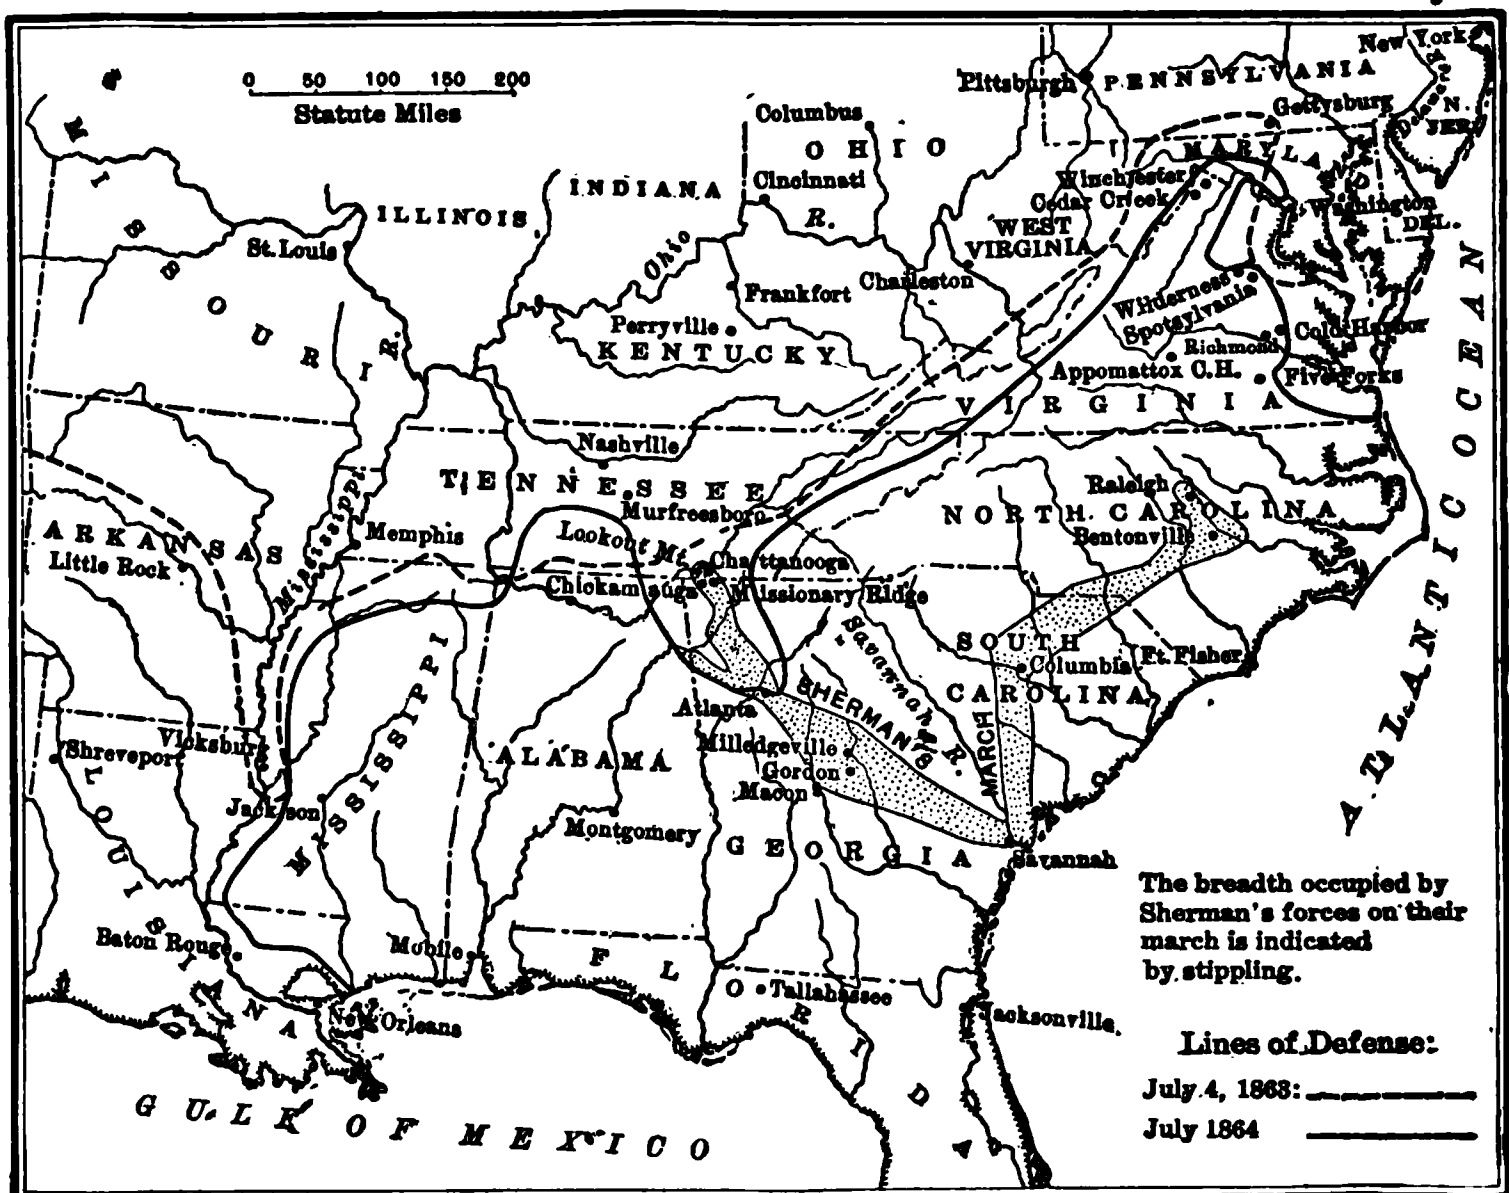 0 50 100 150 200
Statute Miles
New York
Pittsburgh
PENNSYLVANIA
Gettysburg
Delaware R.
N.
JER.
Columbus
OHIO
MARYLAND
Cincinnati
INDIANA
Winchester
Cedar Creek
Washington
DEL.
MISSOURI
ILLINOIS
R.
WEST
VIRGINIA
St. Louis
Ohio
Charleston
Frankfort
Wilderness
Spotsylvania
Perryville
KENTUCKY
Cold Harbor
Richmond
R.
Appomattox C.H.
Five Forks
VIRGINIA
Nashville
TENNESSEE
Raleigh
Murfreesboro
NORTH CAROLINA
Mississippi
ARKANSAS
Memphis
Lookout Mt.
Bentonville
Little Rock
Chattanooga
Chickamauga
Missionary Ridge
ATLANTIC OCEAN
Savannah R.
SOUTH
CAROLINA
Columbia
Ft. Fisher
Atlanta
SHERMAN'S
MARCH
Vicksburg
Shreveport
MISSISSIPPI
ALABAMA
Milledgeville
Gordon
Macon
Jackson
LOUISIANA
Montgomery
GEORGIA
Savannah
The breadth occupied by
Sherman's forces on their
march is indicated
by stippling.
Baton Rouge
Mobile
FLORIDA
Tallahassee
New Orleans
Jacksonville.
Lines of Defense:
July 4, 1863:
July 1864
GULF OF MEXICO